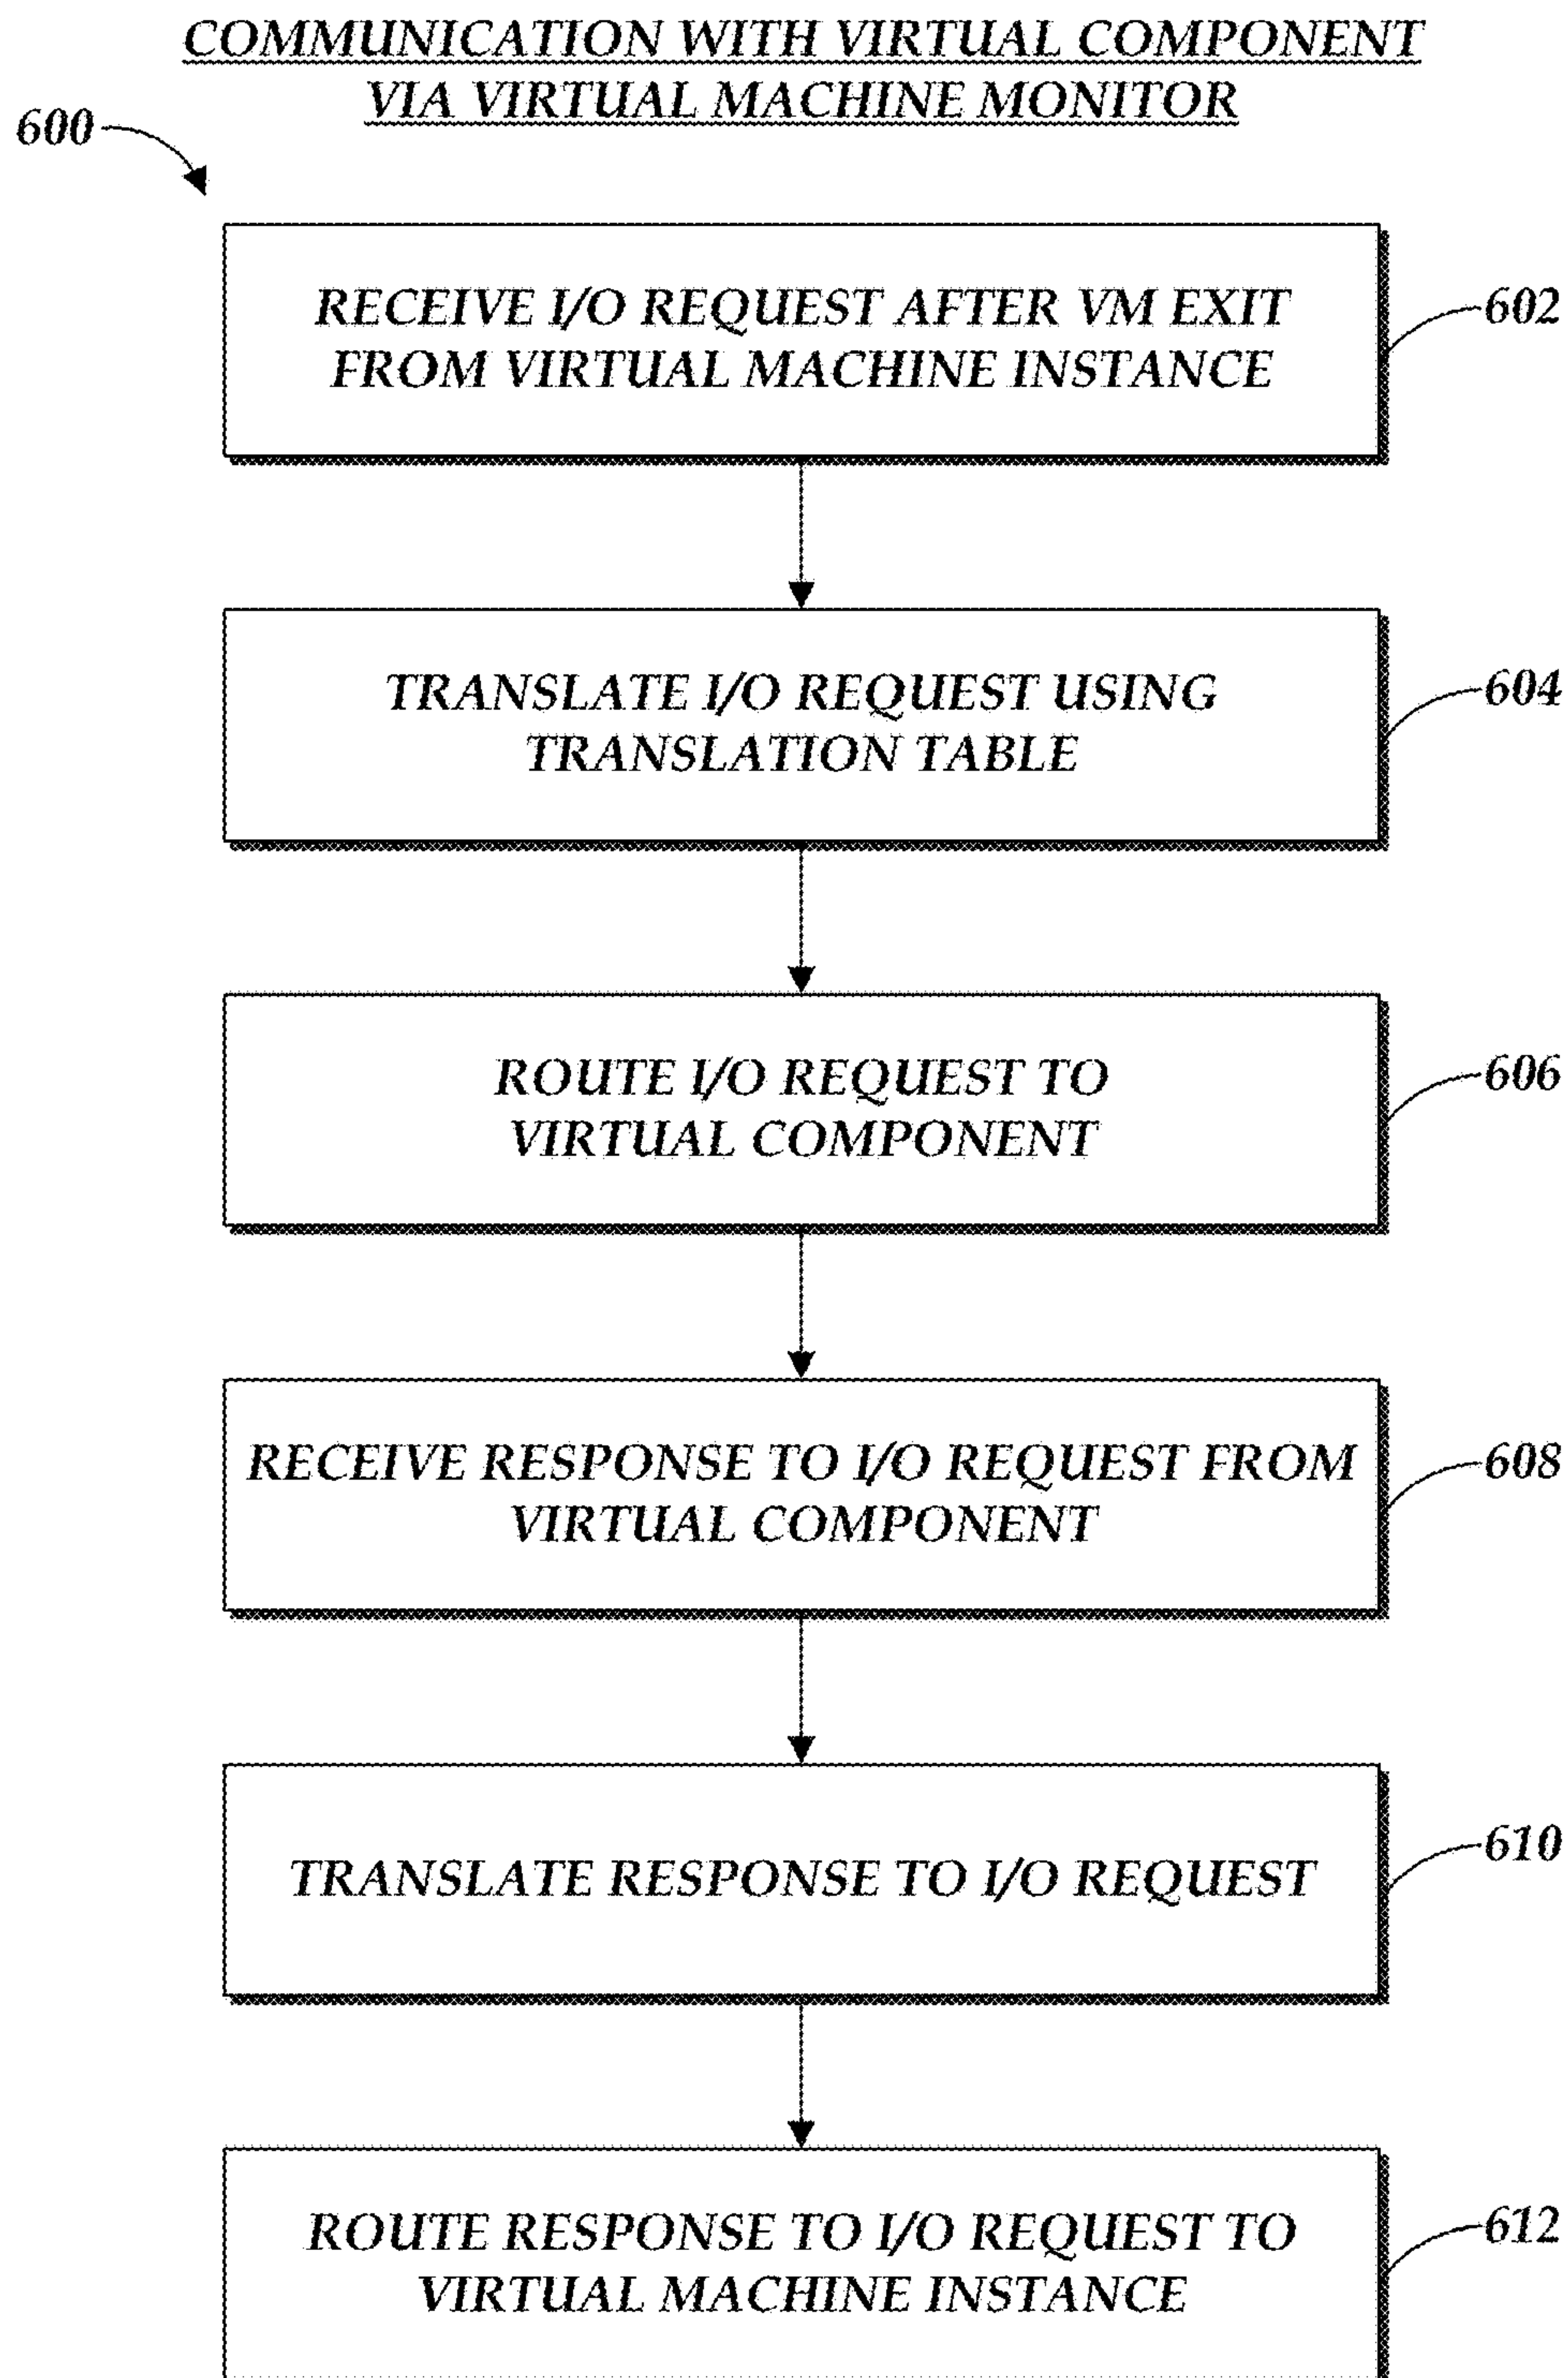 COMMUNICATION WITH VIRTUAL COMPONENT
VIA VIRTUAL MACHINE MONITOR
600
RECEIVE I/O REQUEST AFTER VM EXIT
FROM VIRTUAL MACHINE INSTANCE
602
TRANSLATE I/O REQUEST USING
TRANSLATION TABLE
604
ROUTE I/O REQUEST TO
VIRTUAL COMPONENT
606
RECEIVE RESPONSE TO I/O REQUEST FROM
VIRTUAL COMPONENT
608
TRANSLATE RESPONSE TO I/O REQUEST
610
ROUTE RESPONSE TO I/O REQUEST TO
VIRTUAL MACHINE INSTANCE
612